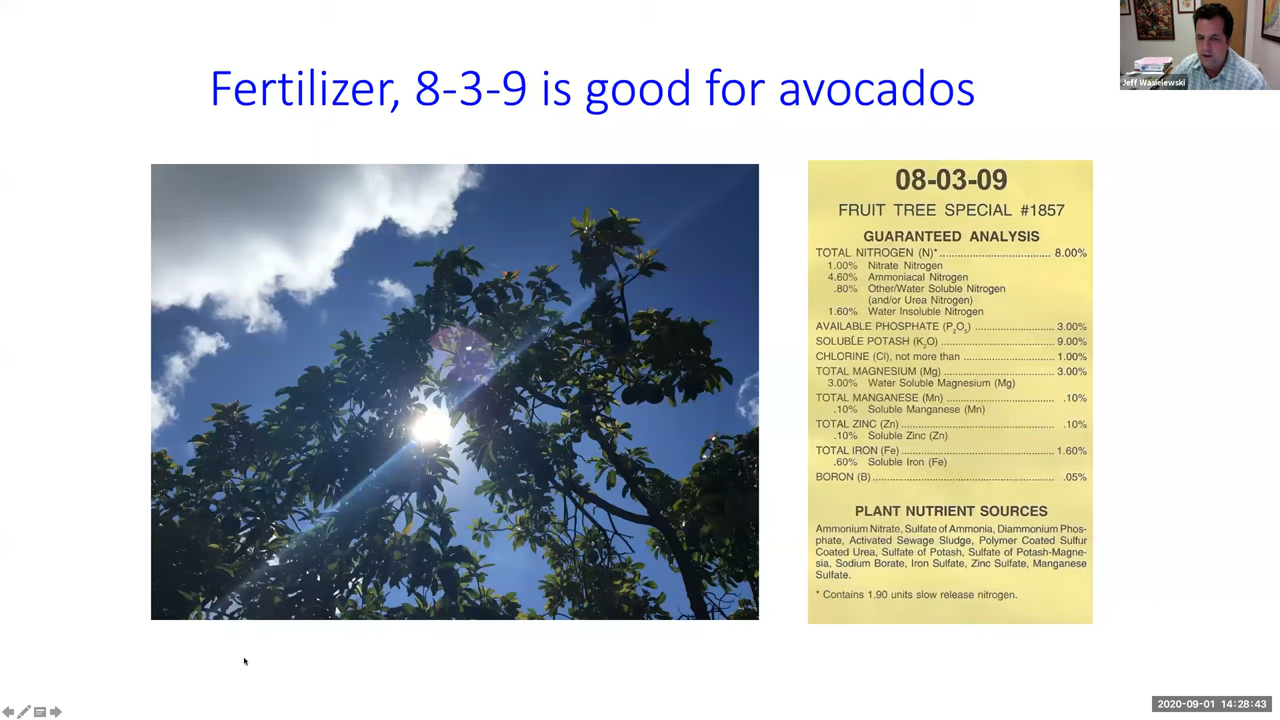 Fertilizer, 8-3-9 is good for avocados
Jeff Wasielewski
08-03-09
FRUIT TREE SPECIAL #1857
GUARANTEED ANALYSIS
TOTAL NITROGEN (N)* ........................................ 8.00%
1.00% Nitrate Nitrogen
4.60% Ammoniacal Nitrogen
.80% Other/Water Soluble Nitrogen
(and/or Urea Nitrogen)
1.60% Water Insoluble Nitrogen
AVAILABLE PHOSPHATE (P₂O₅) ............................ 3.00%
SOLUBLE POTASH (K₂O) ........................................ 9.00%
CHLORINE (Cl), not more than ................................ 1.00%
TOTAL MAGNESIUM (Mg) ...................................... 3.00%
3.00% Water Soluble Magnesium (Mg)
TOTAL MANGANESE (Mn) ...................................... .10%
.10% Soluble Manganese (Mn)
TOTAL ZINC (Zn) .................................................... .10%
.10% Soluble Zinc (Zn)
TOTAL IRON (Fe) .................................................... 1.60%
.60% Soluble Iron (Fe)
BORON (B) .............................................................. .05%
PLANT NUTRIENT SOURCES
Ammonium Nitrate, Sulfate of Ammonia, Diammonium Phos-
phate, Activated Sewage Sludge, Polymer Coated Sulfur
Coated Urea, Sulfate of Potash, Sulfate of Potash-Magne-
sia, Sodium Borate, Iron Sulfate, Zinc Sulfate, Manganese
Sulfate.
* Contains 1.90 units slow release nitrogen.
2020-09-01 14:28:43